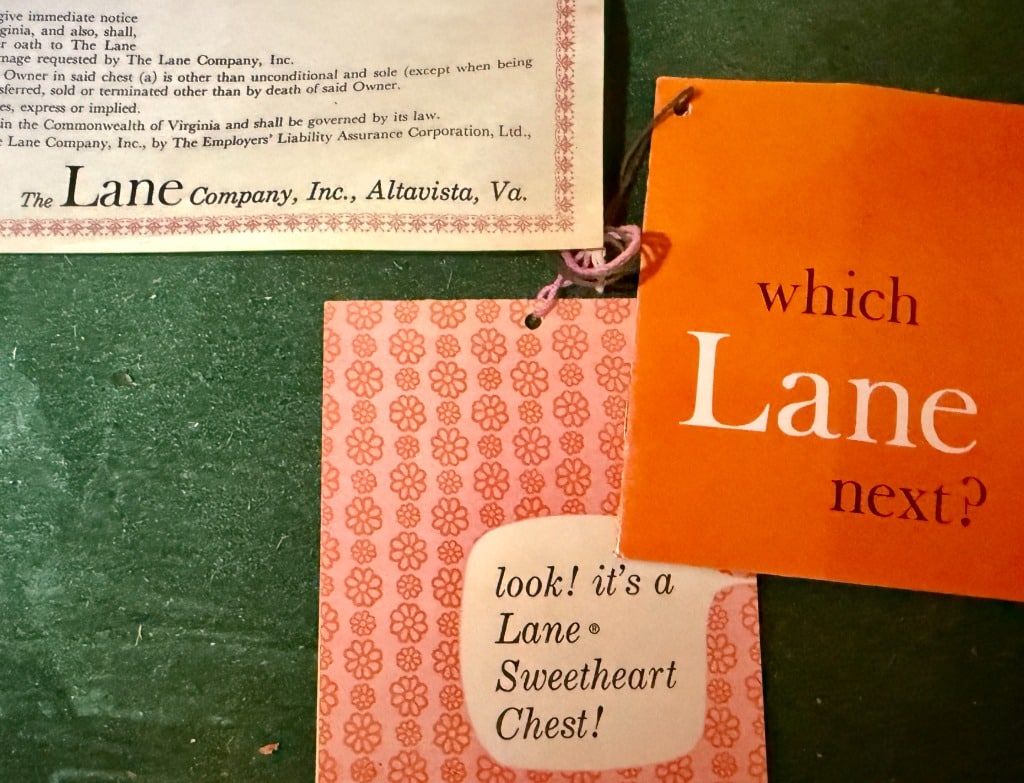 give immediate notice
ginia, and also, shall,
r oath to The Lane
mage requested by The Lane Company, Inc.
Owner in said chest (a) is other than unconditional and sole (except when being
sferred, sold or terminated other than by death of said Owner.
es, express or implied.
in the Commonwealth of Virginia and shall be governed by its law.
e Lane Company, Inc., by The Employers' Liability Assurance Corporation, Ltd.,
The Lane Company, Inc., Altavista, Va.
which
Lane
next?
look! it's a
Lane ®
Sweetheart
Chest!